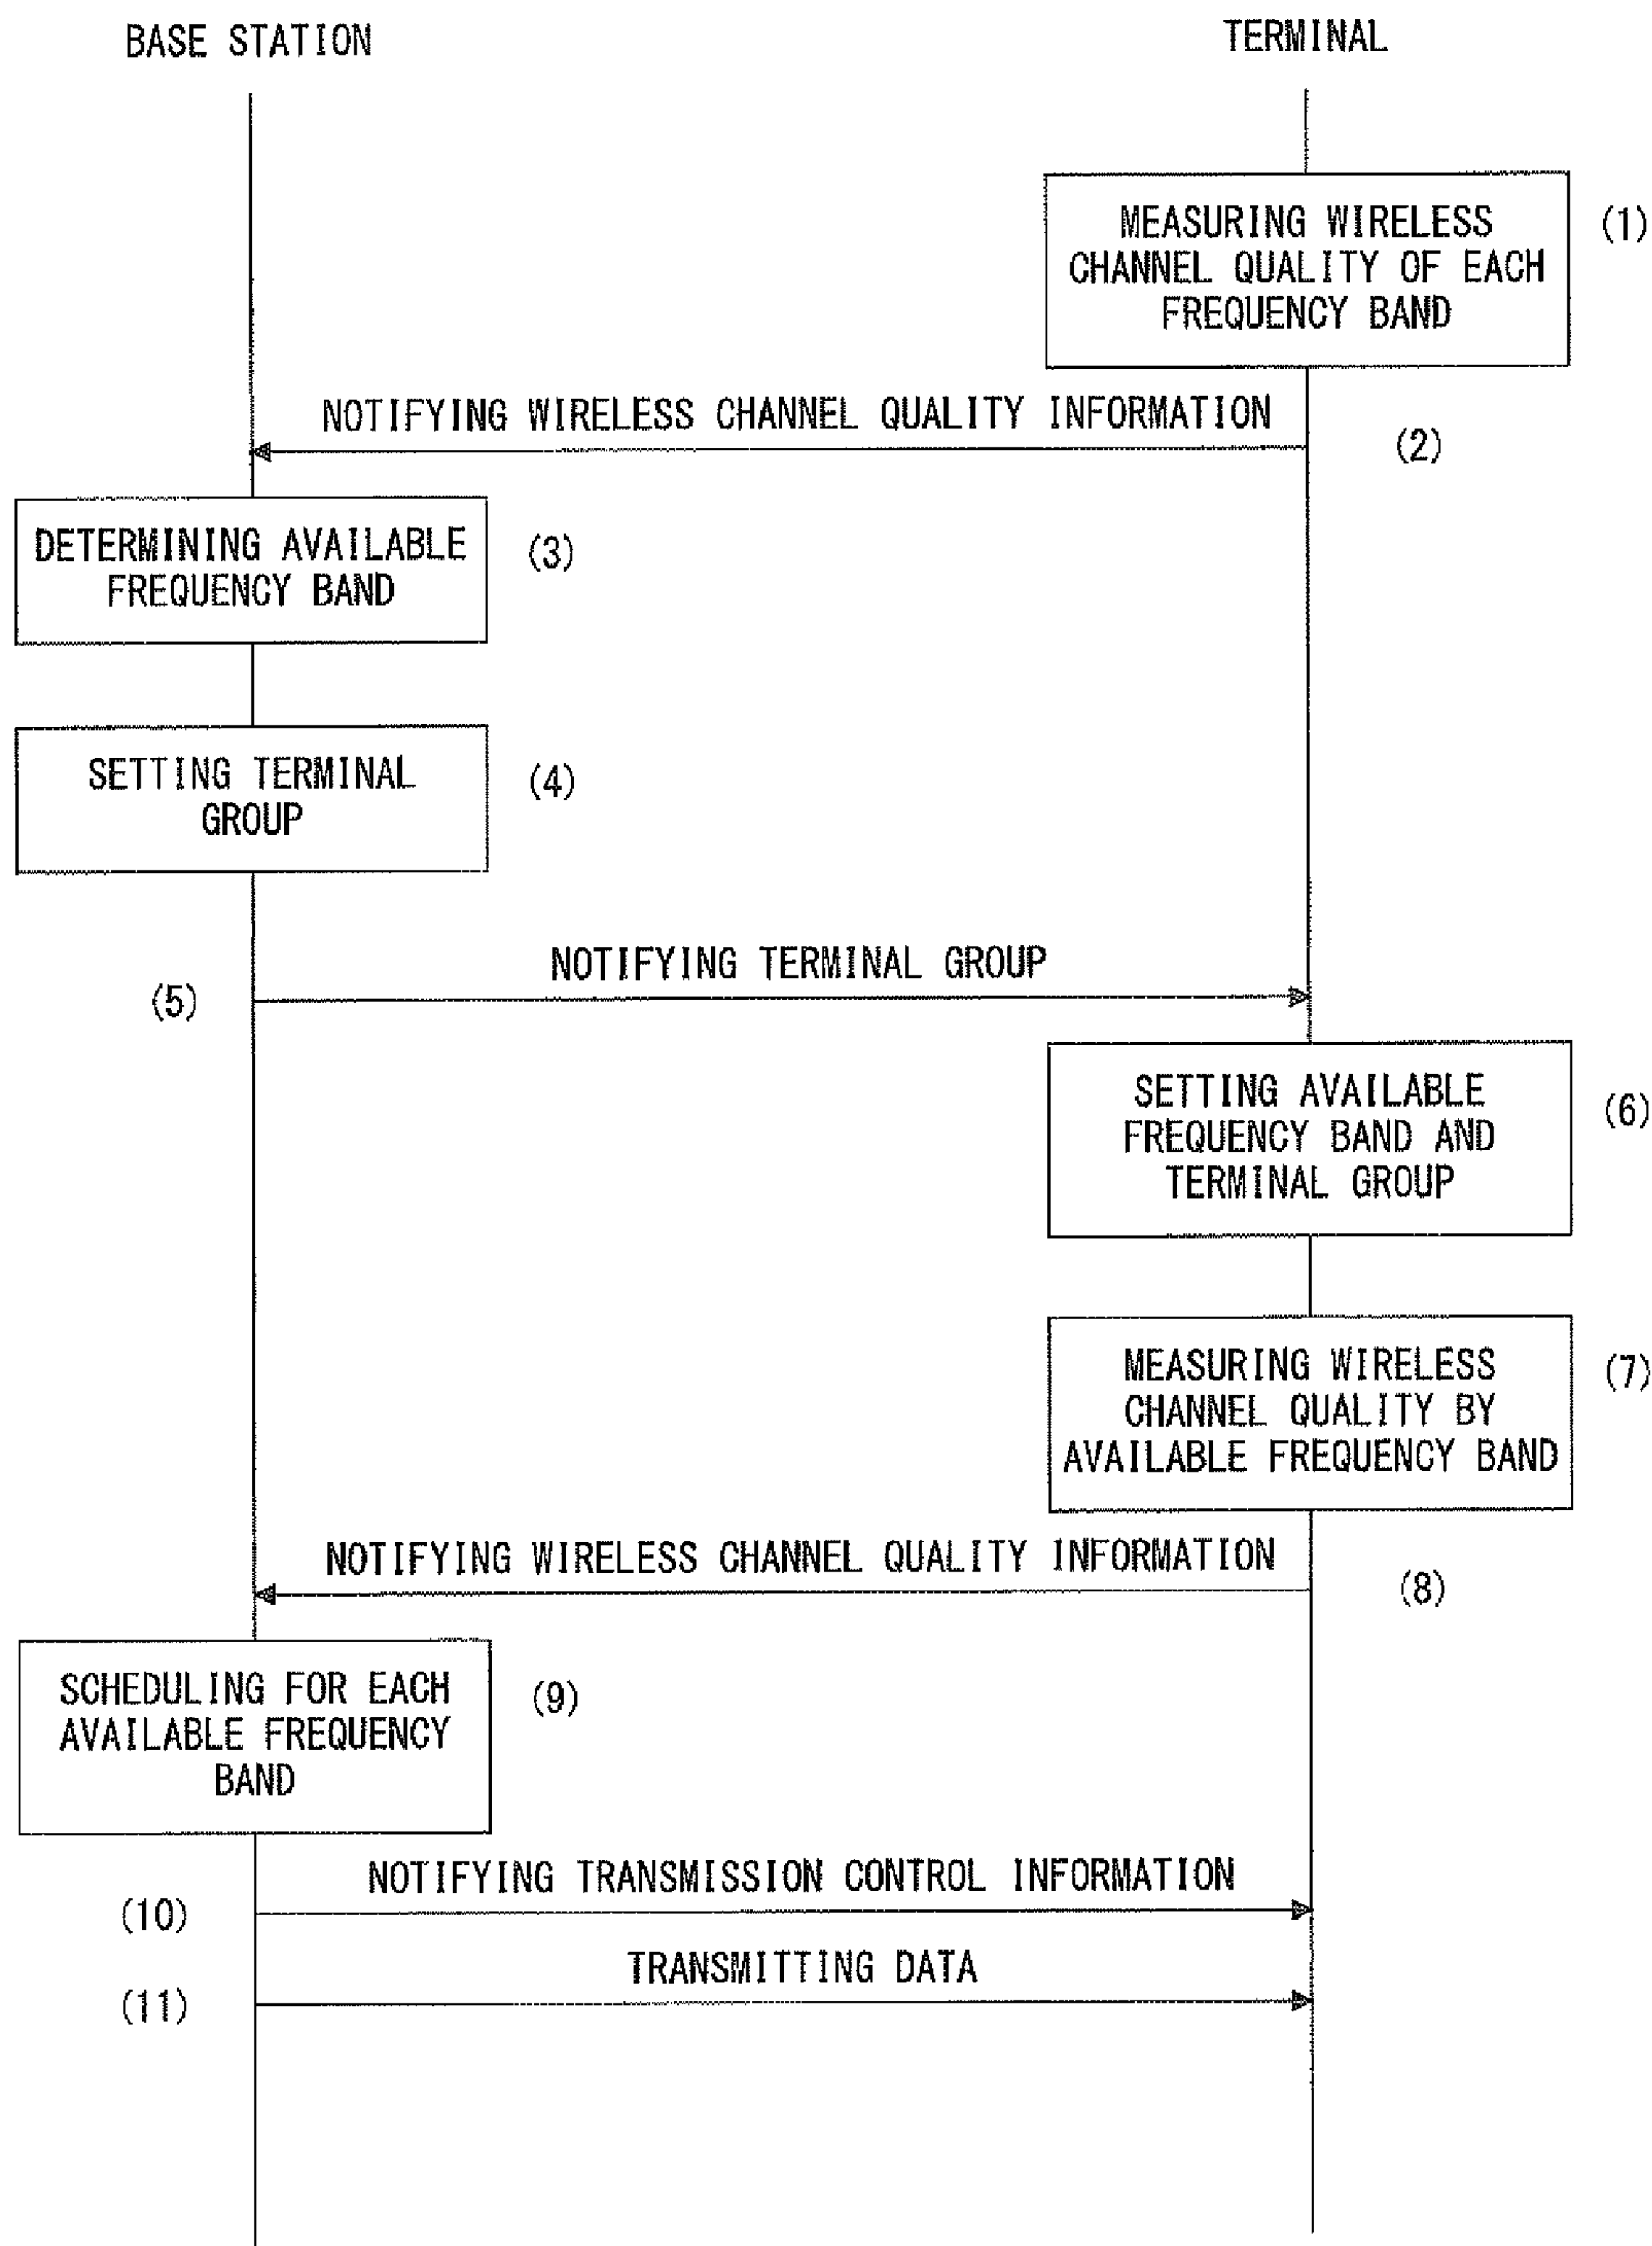 BASE STATION
TERMINAL
MEASURING WIRELESS
CHANNEL QUALITY OF EACH
FREQUENCY BAND
(1)
NOTIFYING WIRELESS CHANNEL QUALITY INFORMATION
(2)
DETERMINING AVAILABLE
FREQUENCY BAND
(3)
SETTING TERMINAL
GROUP
(4)
NOTIFYING TERMINAL GROUP
(5)
SETTING AVAILABLE
FREQUENCY BAND AND
TERMINAL GROUP
(6)
MEASURING WIRELESS
CHANNEL QUALITY BY
AVAILABLE FREQUENCY BAND
(7)
NOTIFYING WIRELESS CHANNEL QUALITY INFORMATION
(8)
SCHEDULING FOR EACH
AVAILABLE FREQUENCY
BAND
(9)
NOTIFYING TRANSMISSION CONTROL INFORMATION
(10)
TRANSMITTING DATA
(11)